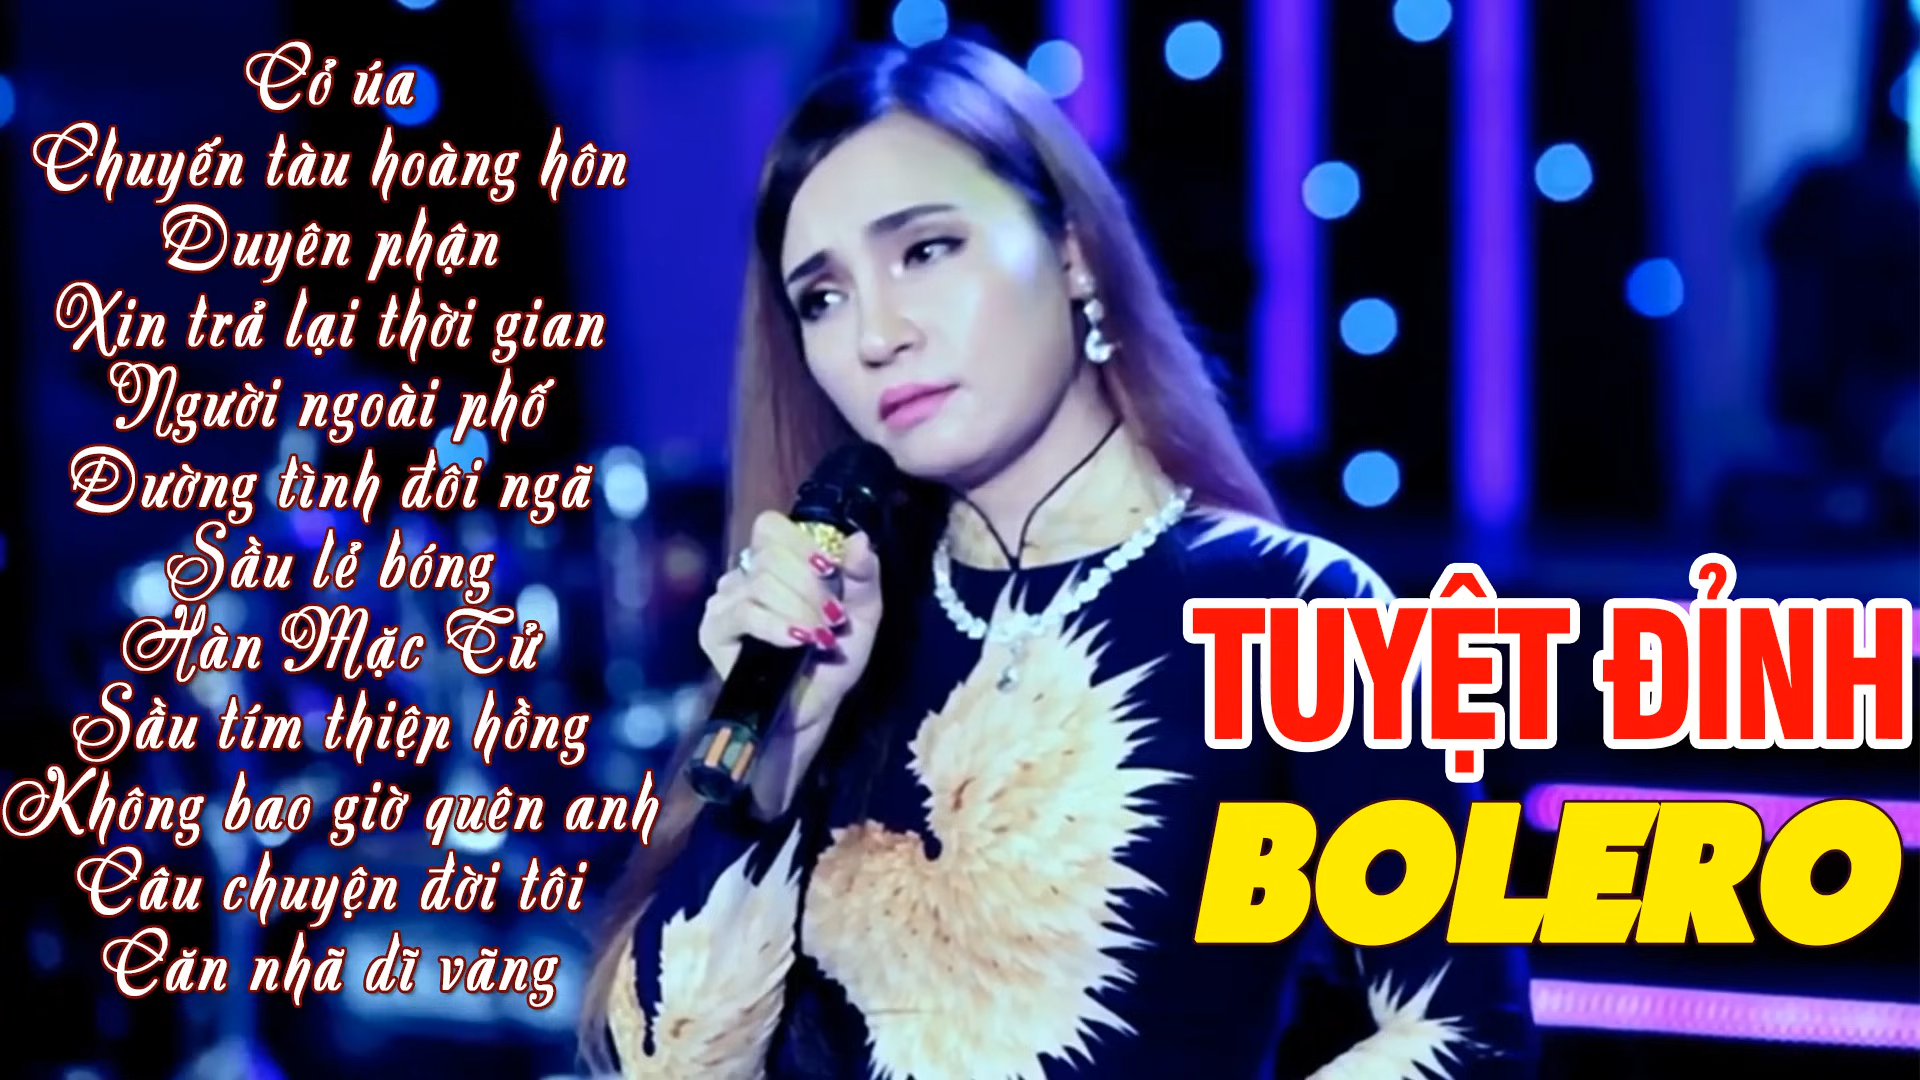 Cỏ úa
Chuyến tàu hoàng hôn
Duyên phận
Xin trả lại thời gian
Người ngoài phố
Đường tình đôi ngã
Sầu lẻ bóng
Hàn Mặc Tử
Sầu tím thiệp hồng
Không bao giờ quên anh
Câu chuyện đời tôi
Căn nhã dĩ vãng
TUYỆT ĐỈNH
BOLERO